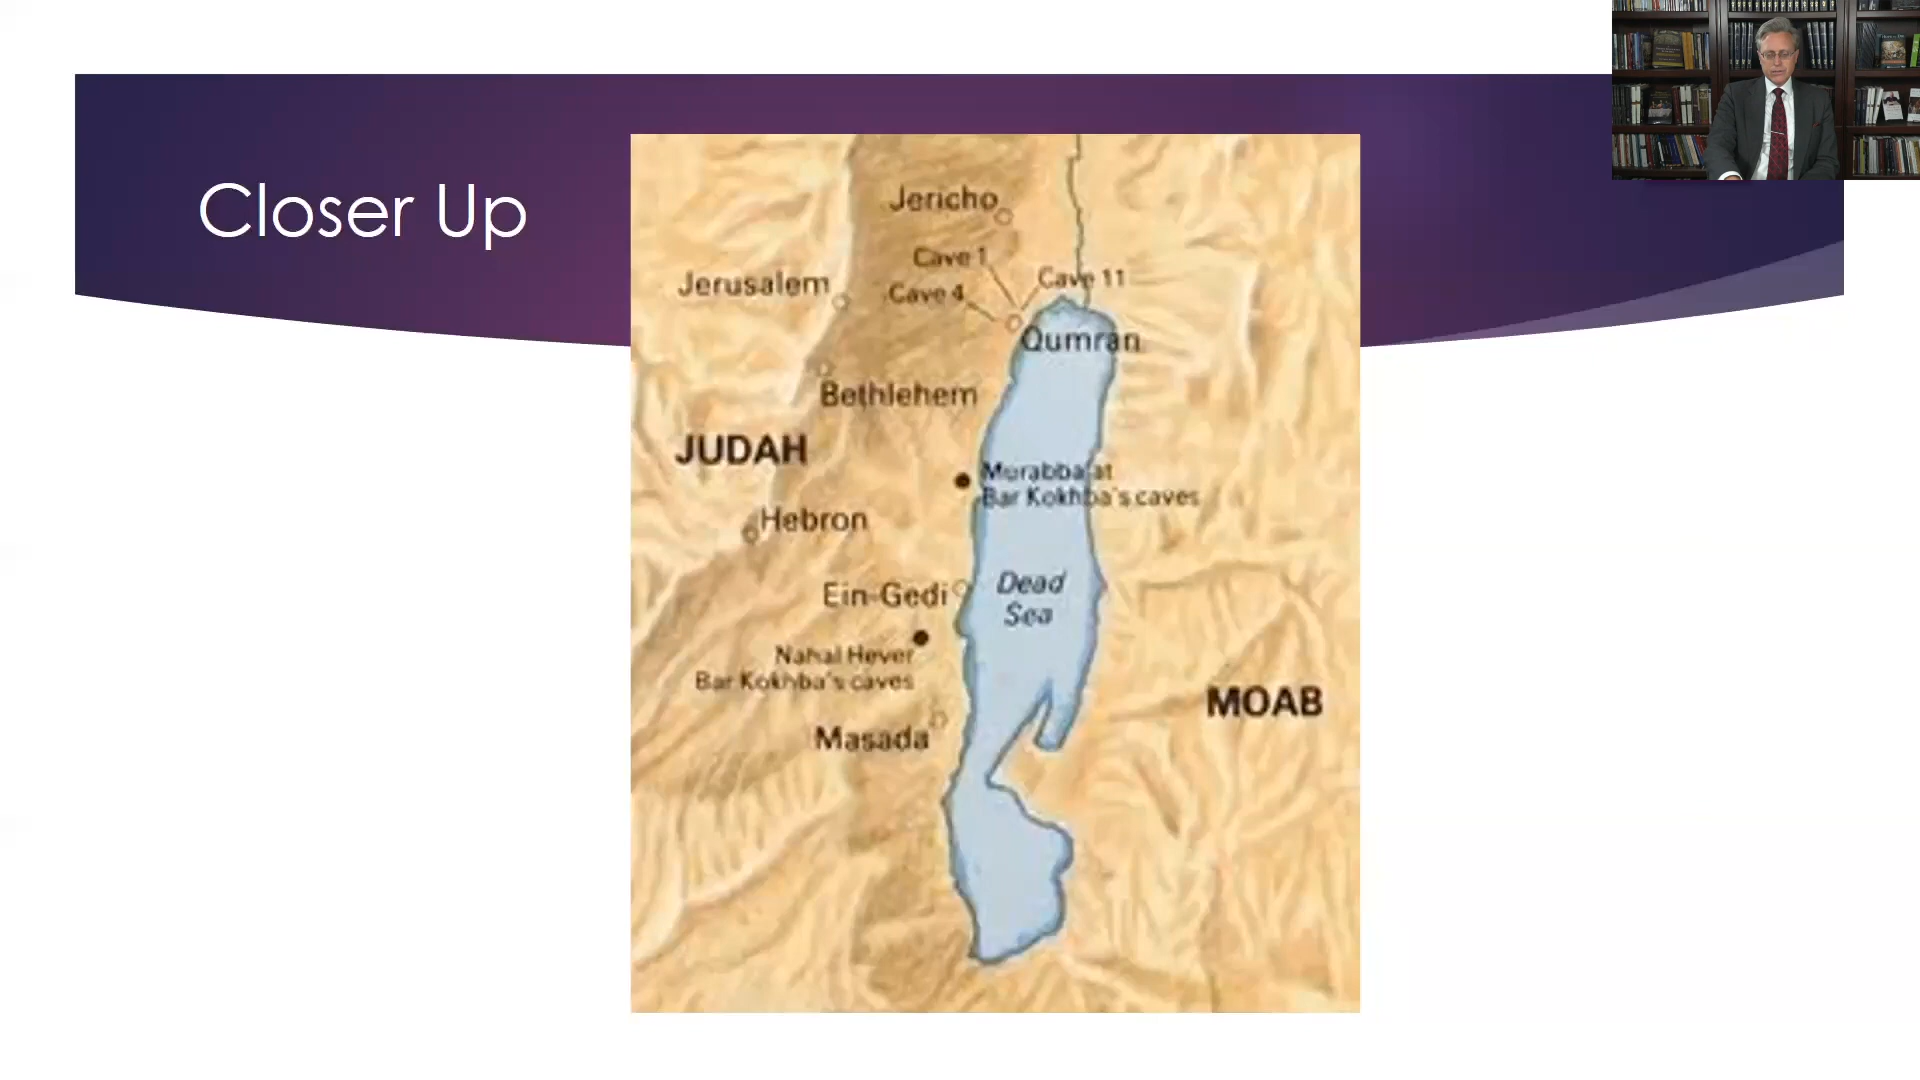 Closer Up
Jericho
Cave 1
Cave 11
Jerusalem
Cave 4
Qumran
Bethlehem
JUDAH
Murabba'at
Bar Kokhba's caves
Hebron
Dead
Sea
Ein-Gedi
Nahal Hever
Bar Kokhba's caves
MOAB
Masada